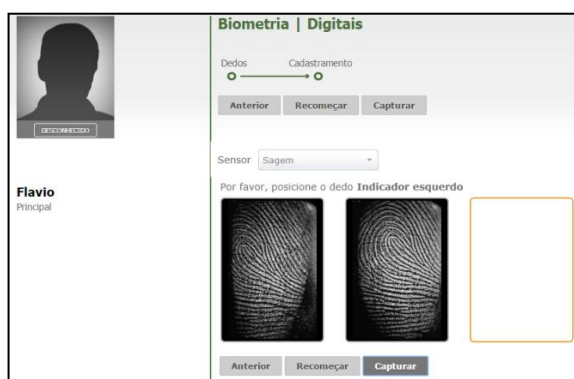 Biometria | Digitais
Dedos Cadastramento
Anterior Recomeçar Capturar
DESCONHECIDO
Sensor Sagem
Flavio
Principal
Por favor, posicione o dedo Indicador esquerdo
Anterior Recomeçar Capturar